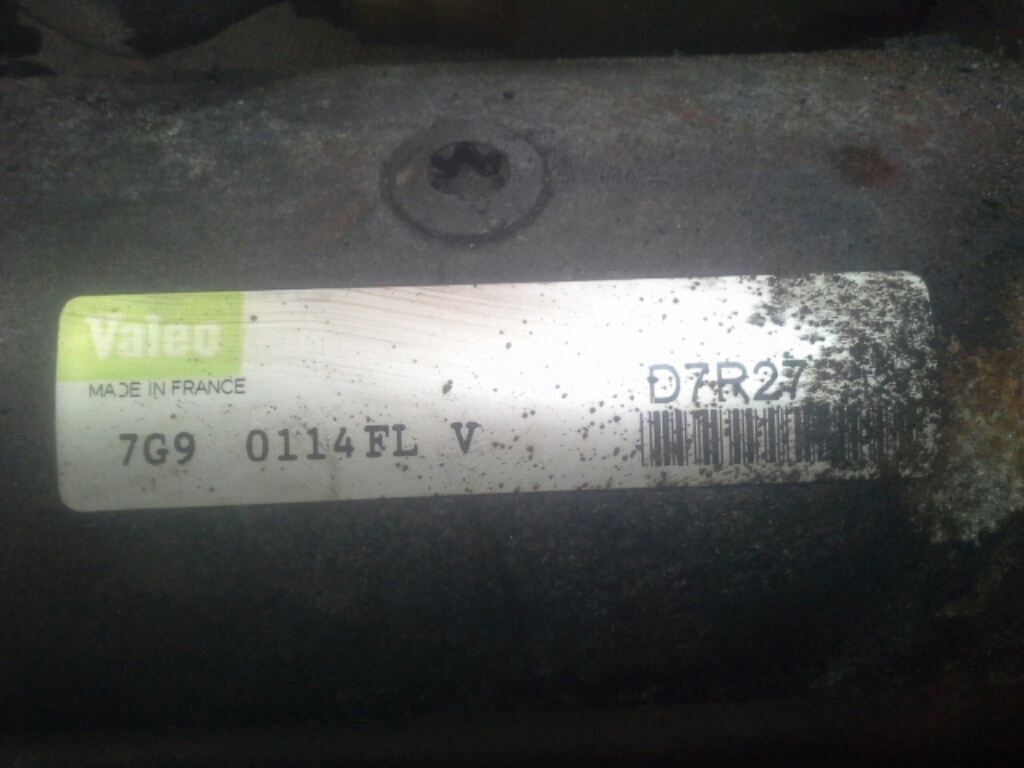 Valeo
MADE IN FRANCE
D7R27
7G9 0114FL V